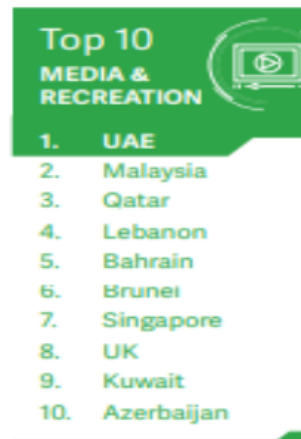 Top 10
MEDIA &
RECREATION
1. UAE
2. Malaysia
3. Qatar
4. Lebanon
5. Bahrain
6. Brunei
7. Singapore
8. UK
9. Kuwait
10. Azerbaijan